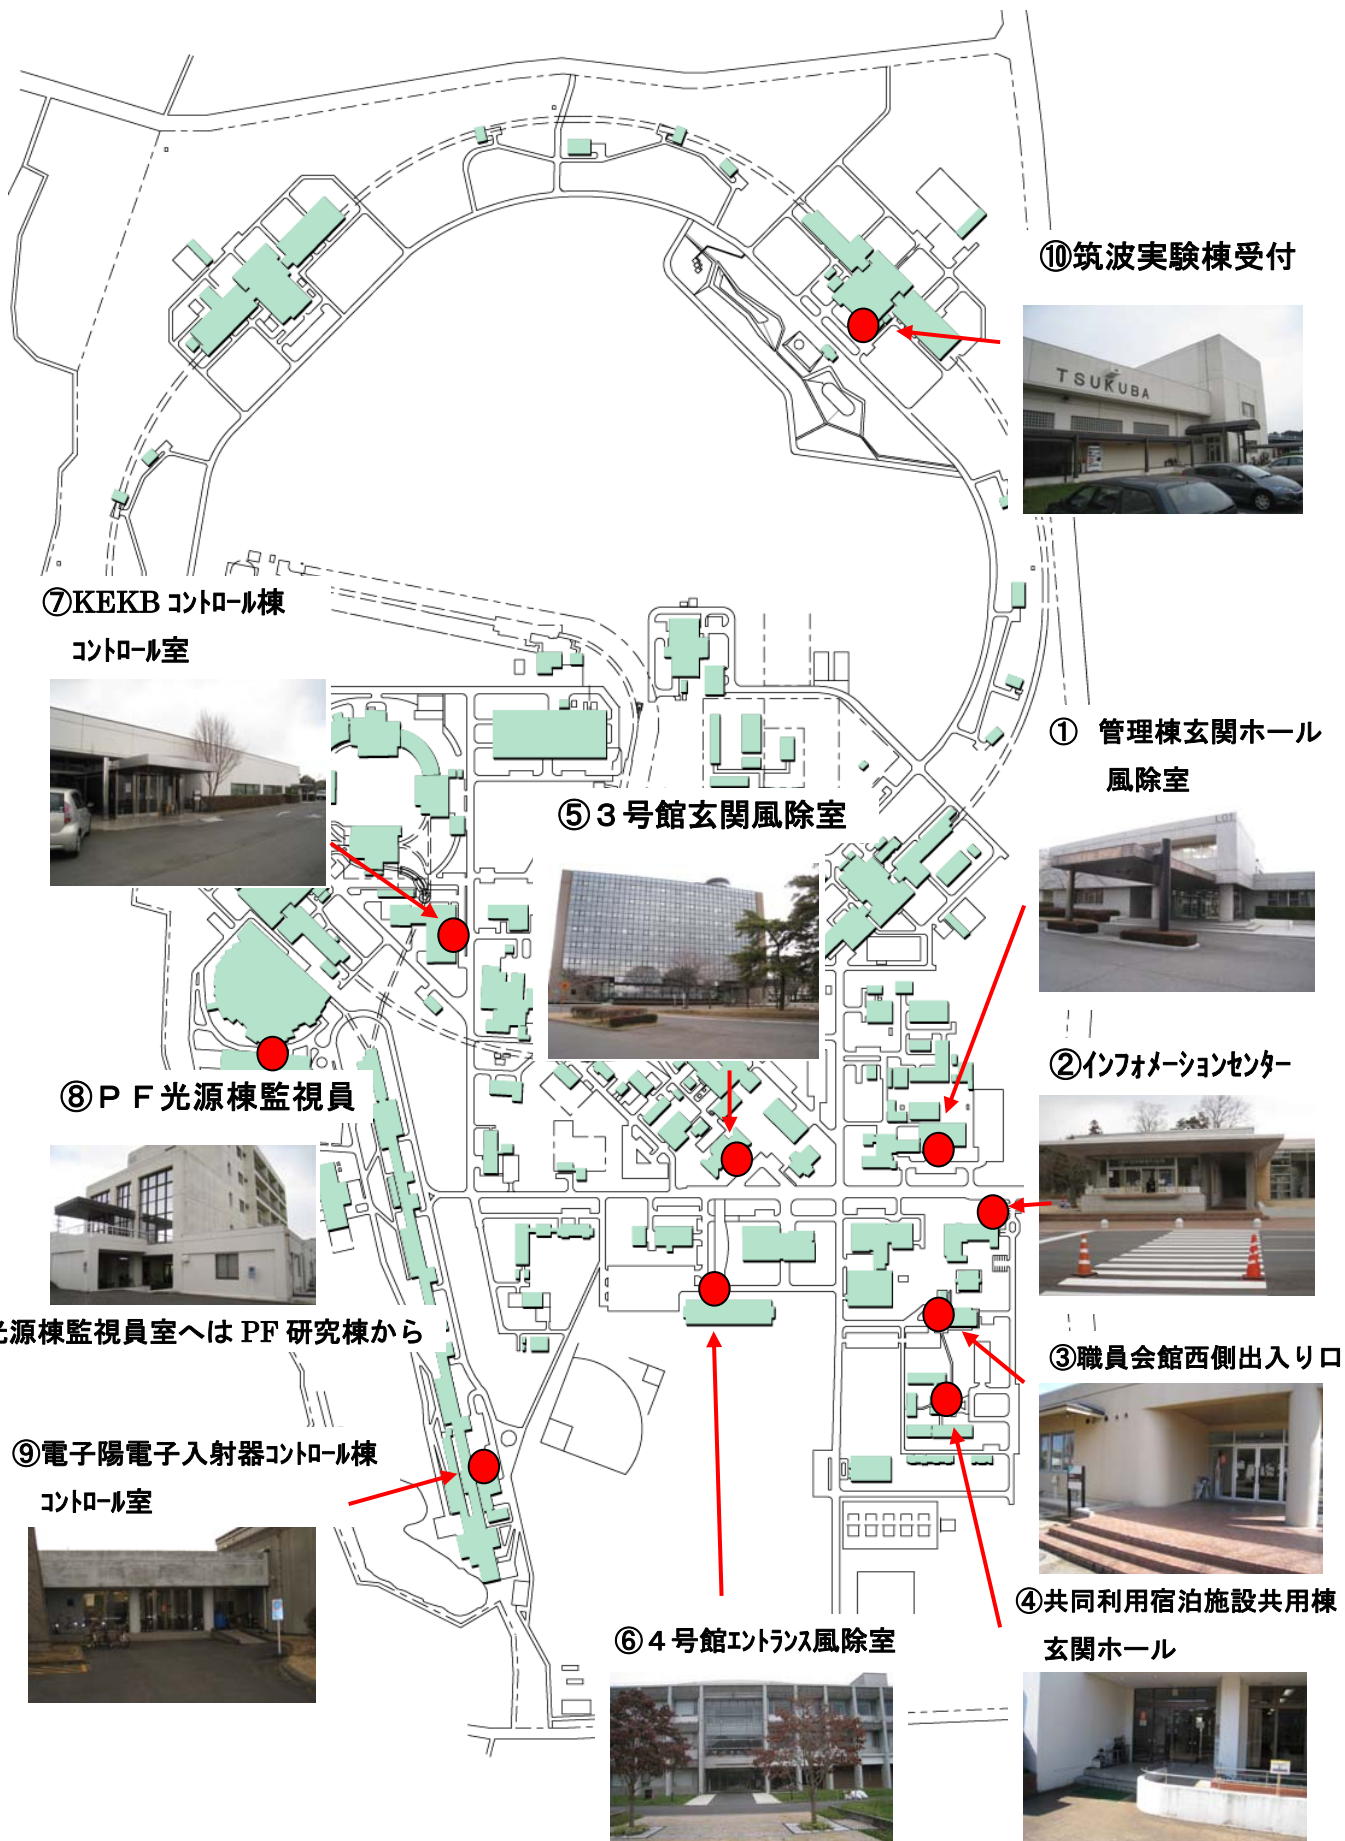 ⑩筑波実験棟受付
TSUKUBA
⑦KEKB コントロール棟
コントロール室
① 管理棟玄関ホール
風除室
⑤３号館玄関風除室
②インフォメーションセンター
⑧ＰＦ光源棟監視員
光源棟監視員室へは PF 研究棟から
③職員会館西側出入り口
⑨電子陽電子入射器コントロール棟
コントロール室
④共同利用宿泊施設共用棟
玄関ホール
⑥４号館エントランス風除室